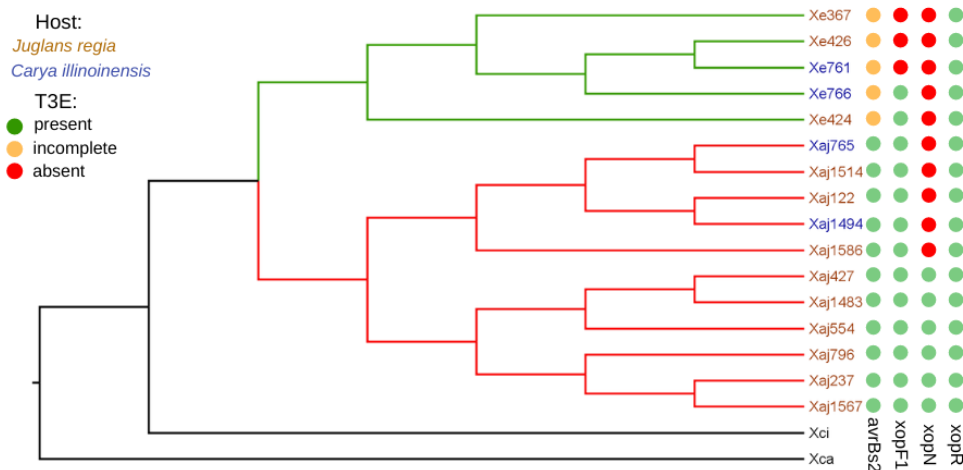 Host:
Juglans regia
Carya illinoinensis
T3E:
present
incomplete
absent
Xe367
Xe426
Xe761
Xe766
Xe424
Xaj765
Xaj1514
Xaj122
Xaj1494
Xaj1586
Xaj427
Xaj1483
Xaj554
Xaj796
Xaj237
Xaj1567
Xci
Xca
avrBs2
xopF1
xopN
xopR